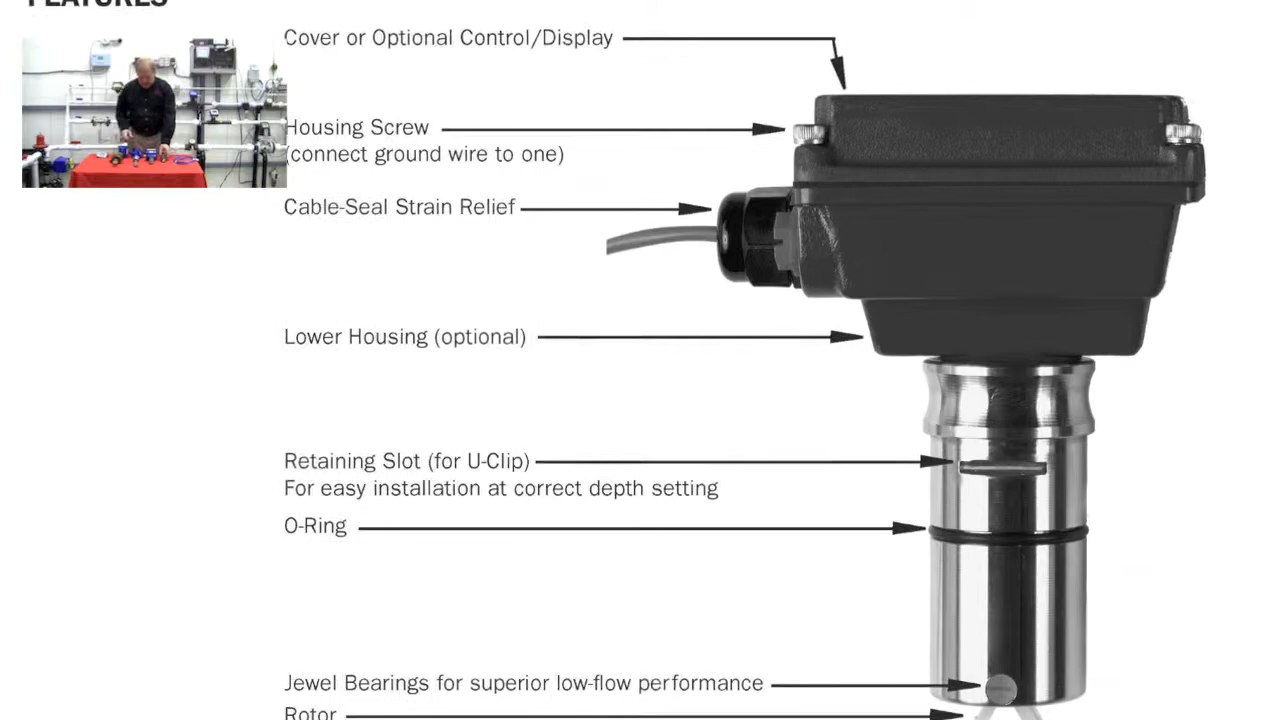 FEATURES
Cover or Optional Control/Display
Housing Screw
(connect ground wire to one)
Cable-Seal Strain Relief
Lower Housing (optional)
Retaining Slot (for U-Clip)
For easy installation at correct depth setting
O-Ring
Jewel Bearings for superior low-flow performance
Rotor